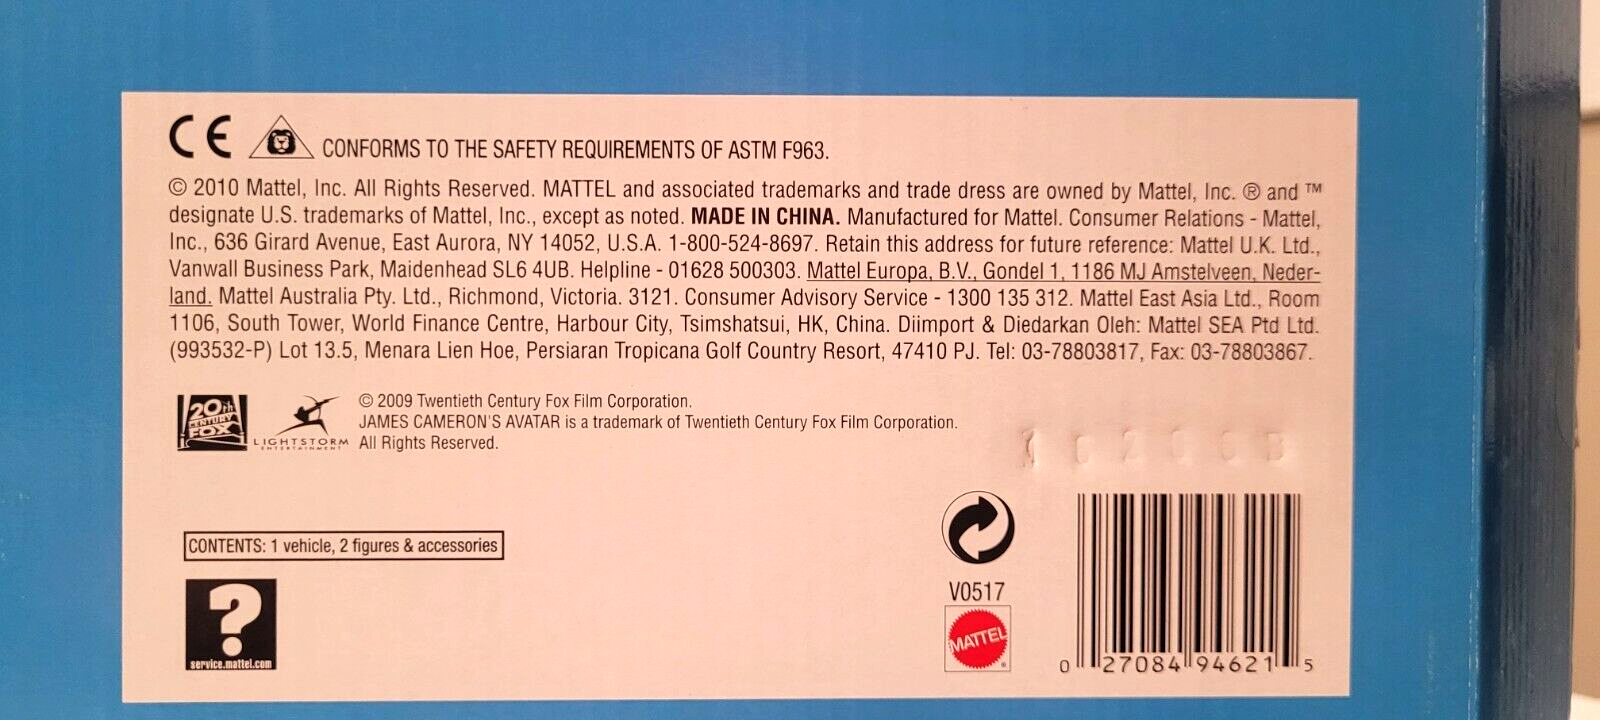 CE CONFORMS TO THE SAFETY REQUIREMENTS OF ASTM F963.
© 2010 Mattel, Inc. All Rights Reserved. MATTEL and associated trademarks and trade dress are owned by Mattel, Inc. ® and ™
designate U.S. trademarks of Mattel, Inc., except as noted. MADE IN CHINA. Manufactured for Mattel. Consumer Relations - Mattel,
Inc., 636 Girard Avenue, East Aurora, NY 14052, U.S.A. 1-800-524-8697. Retain this address for future reference: Mattel U.K. Ltd.,
Vanwall Business Park, Maidenhead SL6 4UB. Helpline - 01628 500303. Mattel Europa, B.V., Gondel 1, 1186 MJ Amstelveen, Neder-
land. Mattel Australia Pty. Ltd., Richmond, Victoria. 3121. Consumer Advisory Service - 1300 135 312. Mattel East Asia Ltd., Room
1106, South Tower, World Finance Centre, Harbour City, Tsimshatsui, HK, China. Diimport & Diedarkan Oleh: Mattel SEA Ptd Ltd.
(993532-P) Lot 13.5, Menara Lien Hoe, Persiaran Tropicana Golf Country Resort, 47410 PJ. Tel: 03-78803817, Fax: 03-78803867.
20th
CENTURY
FOX
LIGHTSTORM
ENTERTAINMENT
© 2009 Twentieth Century Fox Film Corporation.
JAMES CAMERON'S AVATAR is a trademark of Twentieth Century Fox Film Corporation.
All Rights Reserved.
CONTENTS: 1 vehicle, 2 figures & accessories
?
service.mattel.com
V0517
MATTEL
®
0 27084 94621 5